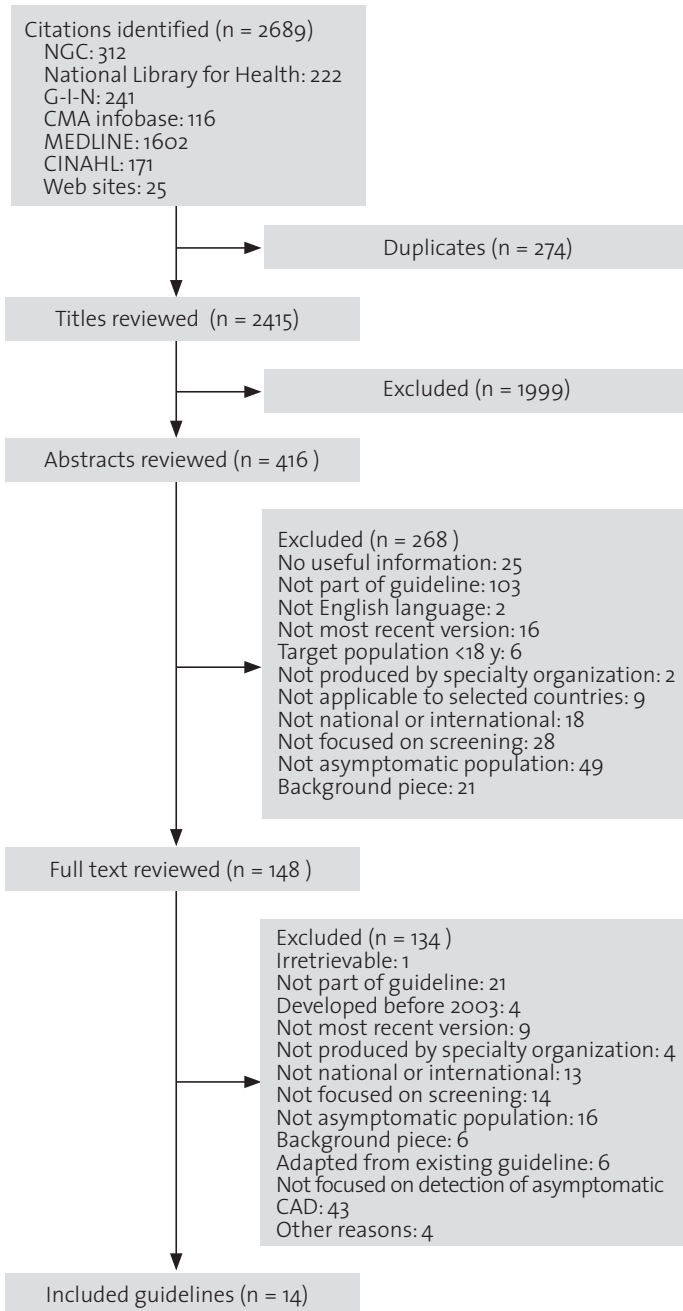 Citations identified (n = 2689)
NGC: 312
National Library for Health: 222
G-I-N: 241
CMA infobase: 116
MEDLINE: 1602
CINAHL: 171
Web sites: 25
Duplicates (n = 274)
Titles reviewed (n = 2415)
Excluded (n = 1999)
Abstracts reviewed (n = 416 )
Excluded (n = 268 )
No useful information: 25
Not part of guideline: 103
Not English language: 2
Not most recent version: 16
Target population <18 y: 6
Not produced by specialty organization: 2
Not applicable to selected countries: 9
Not national or international: 18
Not focused on screening: 28
Not asymptomatic population: 49
Background piece: 21
Full text reviewed (n = 148 )
Excluded (n = 134 )
Irretrievable: 1
Not part of guideline: 21
Developed before 2003: 4
Not most recent version: 9
Not produced by specialty organization: 4
Not national or international: 13
Not focused on screening: 14
Not asymptomatic population: 16
Background piece: 6
Adapted from existing guideline: 6
Not focused on detection of asymptomatic
CAD: 43
Other reasons: 4
Included guidelines (n = 14)